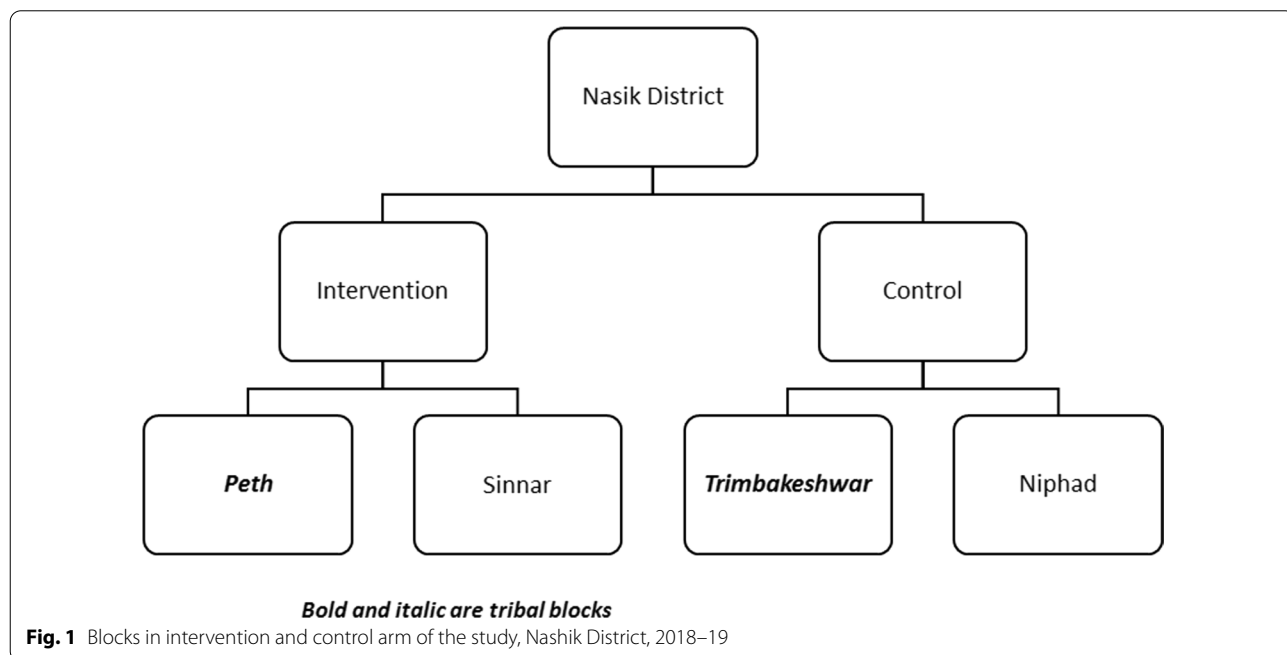 Nasik District
Intervention
Control
Peth
Sinnar
Trimbakeshwar
Niphad
Bold and italic are tribal blocks
Fig. 1 Blocks in intervention and control arm of the study, Nashik District, 2018–19